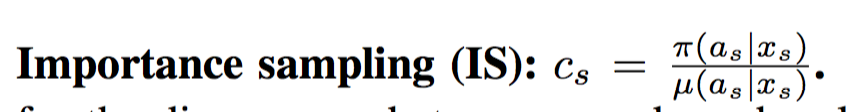 Importance sampling (IS): c_s = π(a_s|x_s) / μ(a_s|x_s).